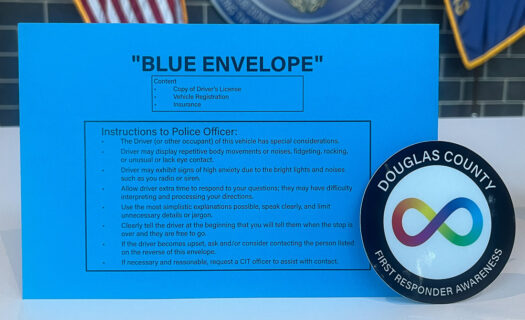 "BLUE ENVELOPE"
Content
• Copy of Driver's License
• Vehicle Registration
• Insurance
Instructions to Police Officer:
• The Driver (or other occupant) of this vehicle has special considerations.
• Driver may display repetitive body movements or noises, fidgeting, rocking,
or unusual or lack eye contact.
• Driver may exhibit signs of high anxiety due to the bright lights and noises
such as you radio or siren.
• Allow driver extra time to respond to your questions; they may have difficulty
interpreting and processing your directions.
• Use the most simplistic explanations possible, speak clearly, and limit
unnecessary details or jargon.
• Clearly tell the driver at the beginning that you will tell them when the stop is
over and they are free to go.
• If the driver becomes upset, ask and/or consider contacting the person listed
on the reverse of this envelope.
• If necessary and reasonable, request a CIT officer to assist with contact.
DOUGLAS COUNTY
FIRST RESPONDER AWARENESS